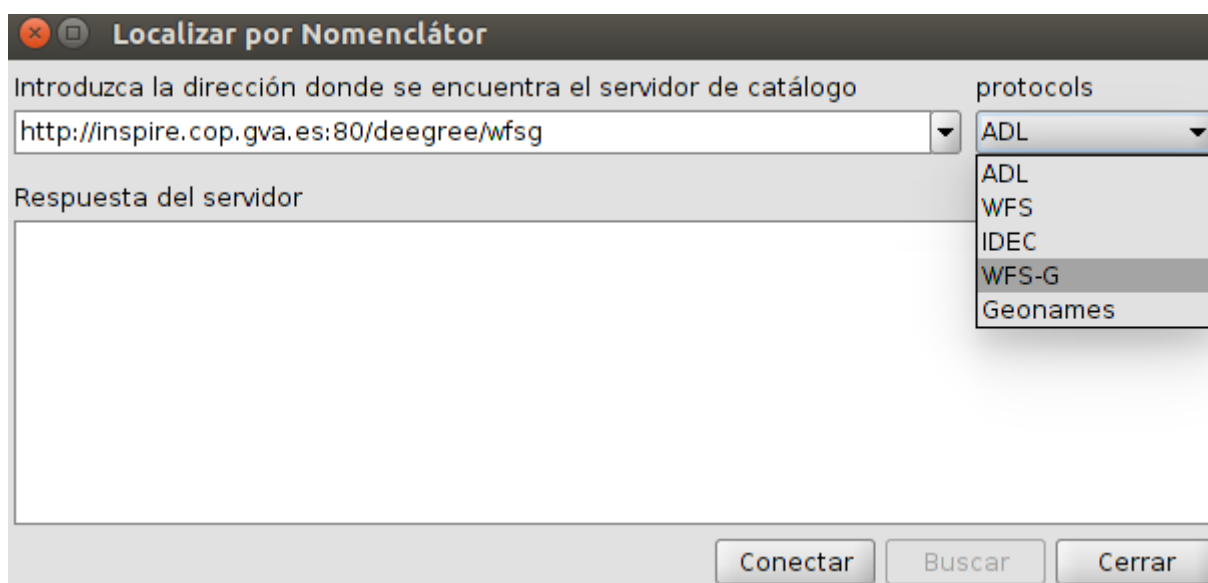 Localizar por Nomenclátor
Introduzca la dirección donde se encuentra el servidor de catálogo
protocols
http://inspire.cop.gva.es:80/deegree/wfsg
ADL
ADL
WFS
IDEC
WFS-G
Geonames
Respuesta del servidor
Conectar
Buscar
Cerrar